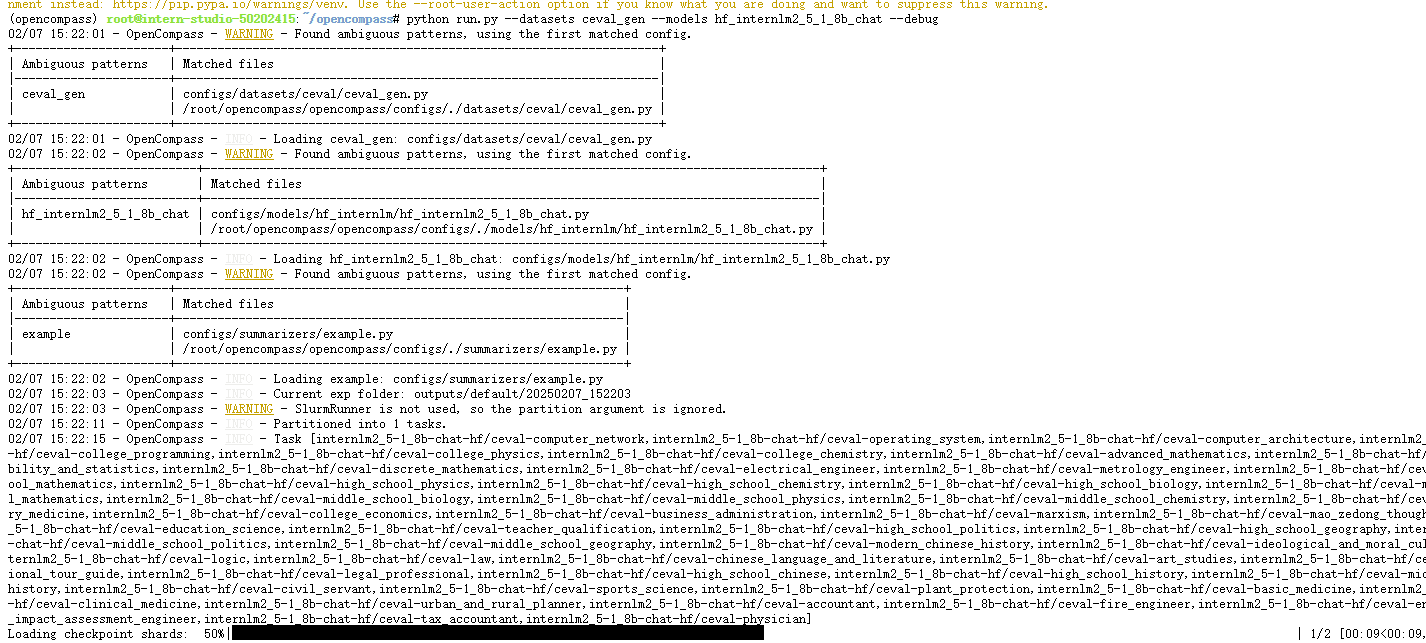 nment instead: https://pip.pypa.io/warnings/venv. Use the --root-user-action option if you know what you are doing and want to suppress this warning.
(opencompass) root@intern-studio-50202415:~/opencompass# python run.py --datasets ceval_gen --models hf_internlm2_5_1_8b_chat --debug
02/07 15:22:01 - OpenCompass - WARNING - Found ambiguous patterns, using the first matched config.
| Ambiguous patterns | Matched files |
| ceval_gen | configs/datasets/ceval/ceval_gen.py
| | /root/opencompass/opencompass/configs/./datasets/ceval/ceval_gen.py |
02/07 15:22:01 - OpenCompass - INFO - Loading ceval_gen: configs/datasets/ceval/ceval_gen.py
02/07 15:22:02 - OpenCompass - WARNING - Found ambiguous patterns, using the first matched config.
| Ambiguous patterns | Matched files |
| hf_internlm2_5_1_8b_chat | configs/models/hf_internlm/hf_internlm2_5_1_8b_chat.py |
| | /root/opencompass/opencompass/configs/./models/hf_internlm/hf_internlm2_5_1_8b_chat.py |
02/07 15:22:02 - OpenCompass - INFO - Loading hf_internlm2_5_1_8b_chat: configs/models/hf_internlm/hf_internlm2_5_1_8b_chat.py
02/07 15:22:02 - OpenCompass - WARNING - Found ambiguous patterns, using the first matched config.
| Ambiguous patterns | Matched files |
| example | configs/summarizers/example.py |
| | /root/opencompass/opencompass/configs/./summarizers/example.py |
02/07 15:22:02 - OpenCompass - INFO - Loading example: configs/summarizers/example.py
02/07 15:22:03 - OpenCompass - INFO - Current exp folder: outputs/default/20250207_152203
02/07 15:22:03 - OpenCompass - WARNING - SlurmRunner is not used, so the partition argument is ignored.
02/07 15:22:11 - OpenCompass - INFO - Partitioned into 1 tasks.
02/07 15:22:15 - OpenCompass - INFO - Task [internlm2_5-1_8b-chat-hf/ceval-computer_network,internlm2_5-1_8b-chat-hf/ceval-operating_system,internlm2_5-1_8b-chat-hf/ceval-computer_architecture,internlm2_
-hf/ceval-college_programming,internlm2_5-1_8b-chat-hf/ceval-college_physics,internlm2_5-1_8b-chat-hf/ceval-college_chemistry,internlm2_5-1_8b-chat-hf/ceval-advanced_mathematics,internlm2_5-1_8b-chat-hf/
bility_and_statistics,internlm2_5-1_8b-chat-hf/ceval-discrete_mathematics,internlm2_5-1_8b-chat-hf/ceval-electrical_engineer,internlm2_5-1_8b-chat-hf/ceval-metrology_engineer,internlm2_5-1_8b-chat-hf/cev
ool_mathematics,internlm2_5-1_8b-chat-hf/ceval-high_school_physics,internlm2_5-1_8b-chat-hf/ceval-high_school_chemistry,internlm2_5-1_8b-chat-hf/ceval-high_school_biology,internlm2_5-1_8b-chat-hf/ceval-m
l_mathematics,internlm2_5-1_8b-chat-hf/ceval-middle_school_biology,internlm2_5-1_8b-chat-hf/ceval-middle_school_physics,internlm2_5-1_8b-chat-hf/ceval-middle_school_chemistry,internlm2_5-1_8b-chat-hf/cev
ry_medicine,internlm2_5-1_8b-chat-hf/ceval-college_economics,internlm2_5-1_8b-chat-hf/ceval-business_administration,internlm2_5-1_8b-chat-hf/ceval-marxism,internlm2_5-1_8b-chat-hf/ceval-mao_zedong_though
_5-1_8b-chat-hf/ceval-education_science,internlm2_5-1_8b-chat-hf/ceval-teacher_qualification,internlm2_5-1_8b-chat-hf/ceval-high_school_politics,internlm2_5-1_8b-chat-hf/ceval-high_school_geography,inter
-chat-hf/ceval-middle_school_politics,internlm2_5-1_8b-chat-hf/ceval-middle_school_geography,internlm2_5-1_8b-chat-hf/ceval-modern_chinese_history,internlm2_5-1_8b-chat-hf/ceval-ideological_and_moral_cul
ternlm2_5-1_8b-chat-hf/ceval-logic,internlm2_5-1_8b-chat-hf/ceval-law,internlm2_5-1_8b-chat-hf/ceval-chinese_language_and_literature,internlm2_5-1_8b-chat-hf/ceval-art_studies,internlm2_5-1_8b-chat-hf/ce
ional_tour_guide,internlm2_5-1_8b-chat-hf/ceval-legal_professional,internlm2_5-1_8b-chat-hf/ceval-high_school_chinese,internlm2_5-1_8b-chat-hf/ceval-high_school_history,internlm2_5-1_8b-chat-hf/ceval-mid
history,internlm2_5-1_8b-chat-hf/ceval-civil_servant,internlm2_5-1_8b-chat-hf/ceval-sports_science,internlm2_5-1_8b-chat-hf/ceval-plant_protection,internlm2_5-1_8b-chat-hf/ceval-basic_medicine,internlm2_
-hf/ceval-clinical_medicine,internlm2_5-1_8b-chat-hf/ceval-urban_and_rural_planner,internlm2_5-1_8b-chat-hf/ceval-accountant,internlm2_5-1_8b-chat-hf/ceval-fire_engineer,internlm2_5-1_8b-chat-hf/ceval-en
_impact_assessment_engineer,internlm2_5-1_8b-chat-hf/ceval-tax_accountant,internlm2_5-1_8b-chat-hf/ceval-physician]
Loading checkpoint shards: 50%| | 1/2 [00:09<00:09,